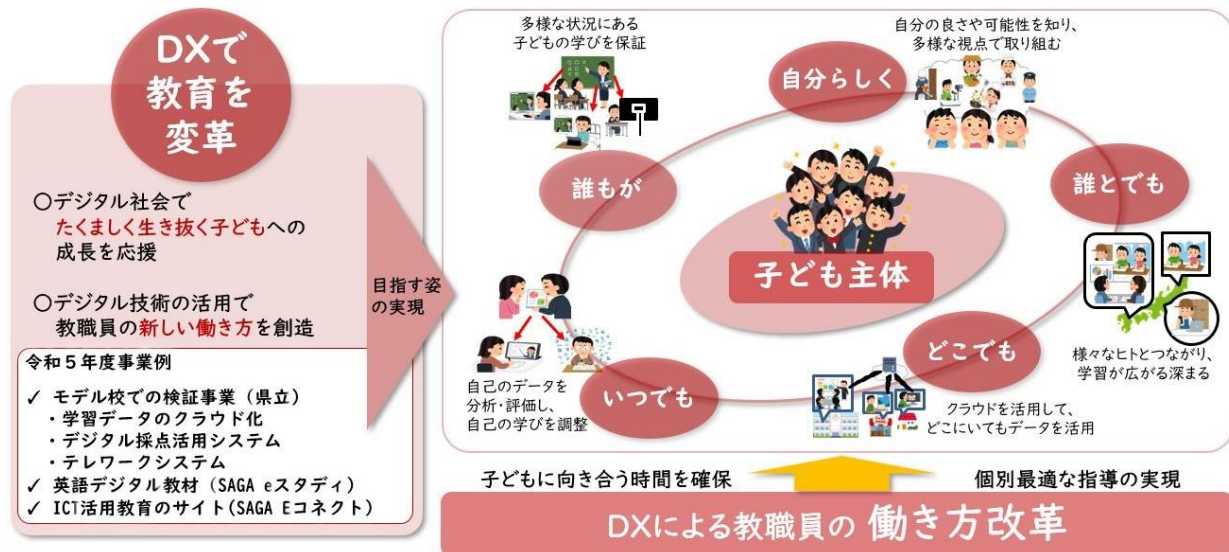 DXで
教育を
変革
○デジタル社会で
たくましく生き抜く子どもへの
成長を応援
○デジタル技術の活用で
教職員の新しい働き方を創造
令和5年度事業例
✓ モデル校での検証事業（県立）
・学習データのクラウド化
・デジタル採点活用システム
・テレワークシステム
✓ 英語デジタル教材（SAGA eスタディ）
✓ ICT活用教育のサイト(SAGA Eコネクト)
目指す姿
の実現
多様な状況にある
子どもの学びを保証
自分の良さや可能性を知り、
多様な視点で取り組む
自分らしく
誰もが
誰とでも
子ども主体
様々なヒトとつながり、
学習が広がる深まる
どこでも
いつでも
自己のデータを
分析・評価し、
自己の学びを調整
クラウドを活用して、
どこにいてもデータを活用
子どもに向き合う時間を確保
個別最適な指導の実現
DXによる教職員の 働き方改革